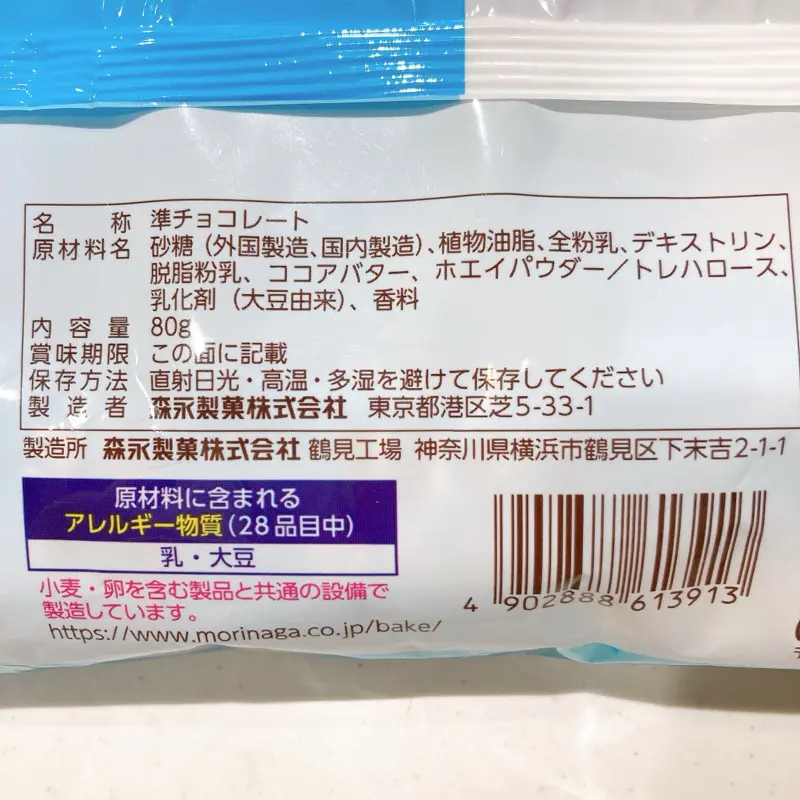 名称 準チョコレート
原材料名 砂糖（外国製造、国内製造）、植物油脂、全粉乳、デキストリン、
脱脂粉乳、ココアバター、ホエイパウダー／トレハロース、
乳化剤（大豆由来）、香料
内容量 80g
賞味期限 この面に記載
保存方法 直射日光・高温・多湿を避けて保存してください
製造者 森永製菓株式会社 東京都港区芝5-33-1
製造所 森永製菓株式会社 鶴見工場 神奈川県横浜市鶴見区下末吉2-1-1
原材料に含まれる
アレルギー物質（28品目中）
乳・大豆
小麦・卵を含む製品と共通の設備で
製造しています。
https://www.morinaga.co.jp/bake/
4 902888 613913